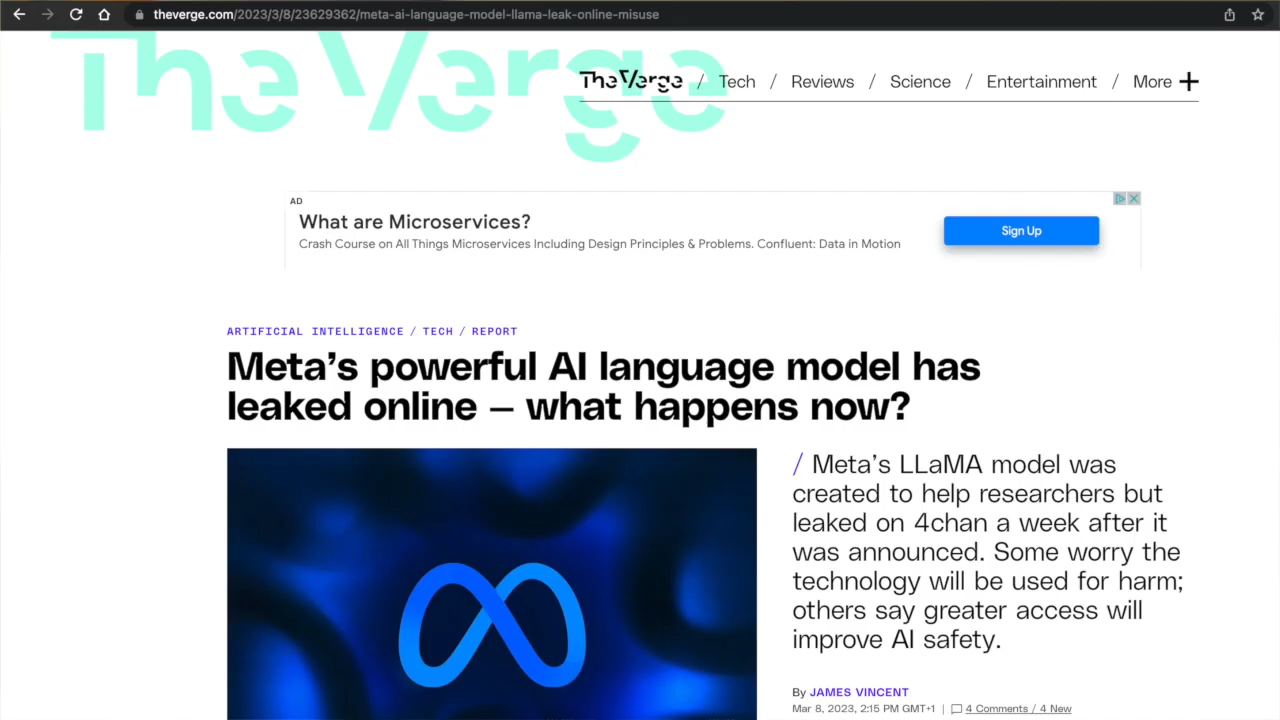 theverge.com/2023/3/8/23629362/meta-ai-language-model-llama-leak-online-misuse
The Verge
The Verge / Tech / Reviews / Science / Entertainment / More +
AD
What are Microservices?
Crash Course on All Things Microservices Including Design Principles & Problems. Confluent: Data in Motion
Sign Up
ARTIFICIAL INTELLIGENCE / TECH / REPORT
Meta’s powerful AI language model has
leaked online — what happens now?
/ Meta’s LLaMA model was
created to help researchers but
leaked on 4chan a week after it
was announced. Some worry the
technology will be used for harm;
others say greater access will
improve AI safety.
By JAMES VINCENT
Mar 8, 2023, 2:15 PM GMT+1 | 4 Comments / 4 New